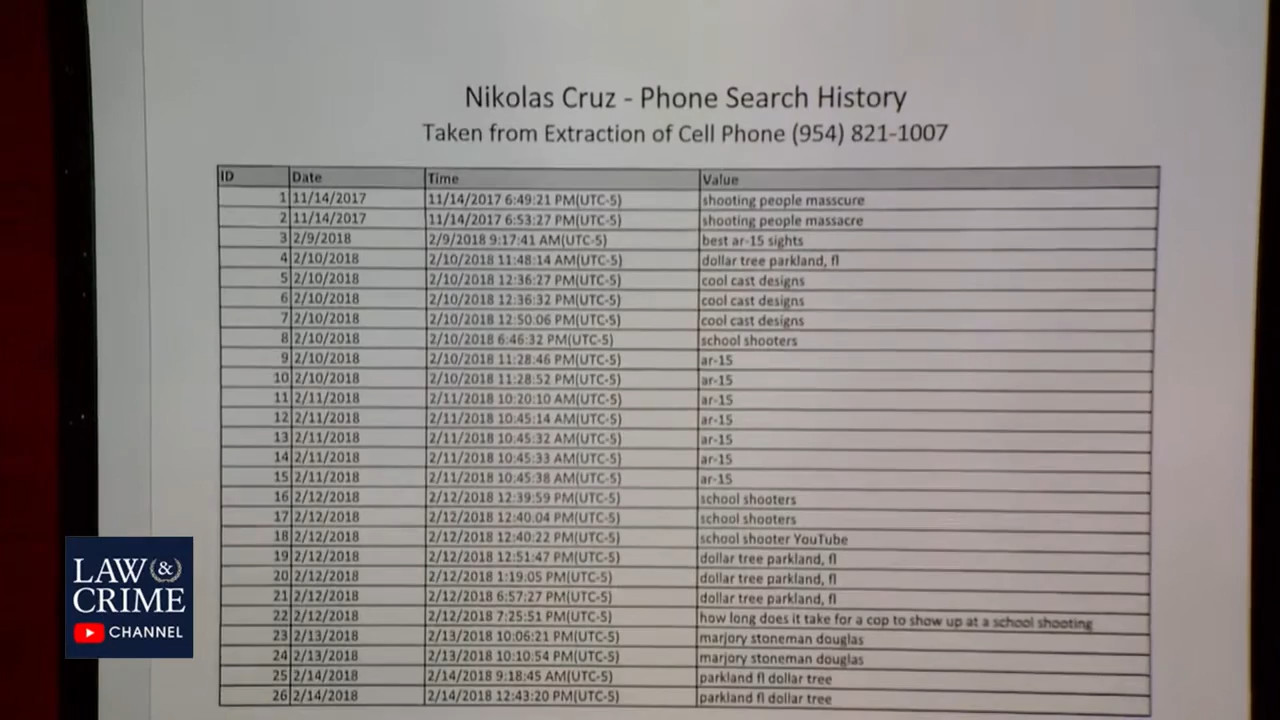 Nikolas Cruz - Phone Search History
Taken from Extraction of Cell Phone (954) 821-1007
ID Date Time Value
1 11/14/2017 11/14/2017 6:49:21 PM(UTC-5) shooting people masscure
2 11/14/2017 11/14/2017 6:53:27 PM(UTC-5) shooting people massacre
3 2/9/2018 2/9/2018 9:17:41 AM(UTC-5) best ar-15 sights
4 2/10/2018 2/10/2018 11:48:14 AM(UTC-5) dollar tree parkland, fl
5 2/10/2018 2/10/2018 12:36:27 PM(UTC-5) cool cast designs
6 2/10/2018 2/10/2018 12:36:32 PM(UTC-5) cool cast designs
7 2/10/2018 2/10/2018 12:50:06 PM(UTC-5) cool cast designs
8 2/10/2018 2/10/2018 6:46:32 PM(UTC-5) school shooters
9 2/10/2018 2/10/2018 11:28:46 PM(UTC-5) ar-15
10 2/10/2018 2/10/2018 11:28:52 PM(UTC-5) ar-15
11 2/11/2018 2/11/2018 10:20:10 AM(UTC-5) ar-15
12 2/11/2018 2/11/2018 10:45:14 AM(UTC-5) ar-15
13 2/11/2018 2/11/2018 10:45:32 AM(UTC-5) ar-15
14 2/11/2018 2/11/2018 10:45:33 AM(UTC-5) ar-15
15 2/11/2018 2/11/2018 10:45:38 AM(UTC-5) ar-15
16 2/12/2018 2/12/2018 12:39:59 PM(UTC-5) school shooters
17 2/12/2018 2/12/2018 12:40:04 PM(UTC-5) school shooters
18 2/12/2018 2/12/2018 12:40:22 PM(UTC-5) school shooter YouTube
19 2/12/2018 2/12/2018 12:51:47 PM(UTC-5) dollar tree parkland, fl
20 2/12/2018 2/12/2018 1:19:05 PM(UTC-5) dollar tree parkland, fl
21 2/12/2018 2/12/2018 6:57:27 PM(UTC-5) dollar tree parkland, fl
22 2/12/2018 2/12/2018 7:25:51 PM(UTC-5) how long does it take for a cop to show up at a school shooting
23 2/13/2018 2/13/2018 10:06:21 PM(UTC-5) marjory stoneman douglas
24 2/13/2018 2/13/2018 10:10:54 PM(UTC-5) marjory stoneman douglas
25 2/14/2018 2/14/2018 9:18:45 AM(UTC-5) parkland fl dollar tree
26 2/14/2018 2/14/2018 12:43:20 PM(UTC-5) parkland fl dollar tree
LAW &
CRIME
CHANNEL